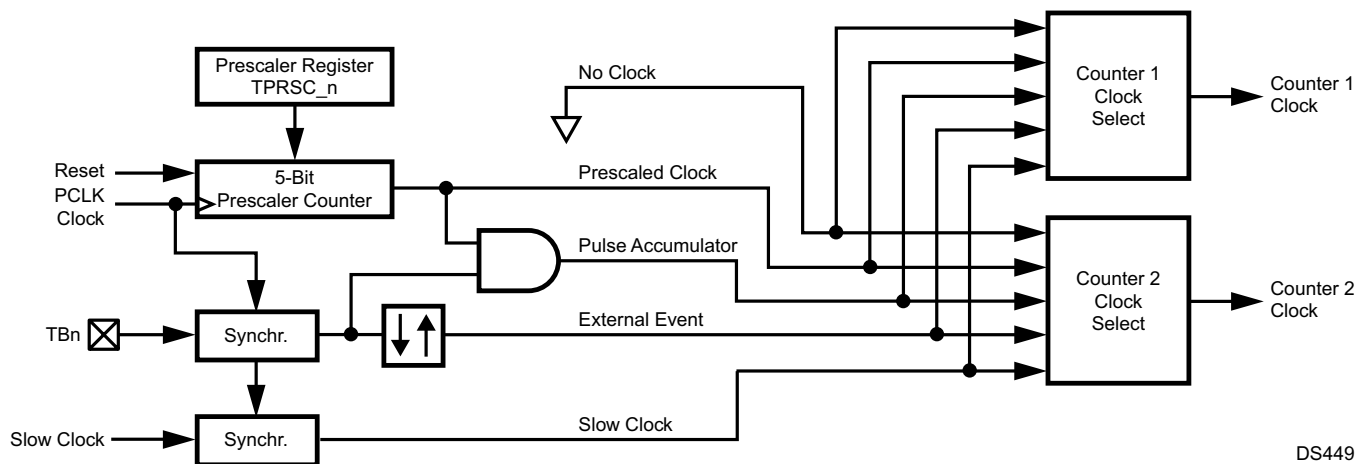 Prescaler Register
TPRSC_n
No Clock
Counter 1
Clock
Select
Counter 1
Clock
Reset
PCLK
Clock
5-Bit
Prescaler Counter
Prescaled Clock
Pulse Accumulator
Counter 2
Clock
Select
Counter 2
Clock
TBn
Synchr.
External Event
Slow Clock
Synchr.
Slow Clock
DS449